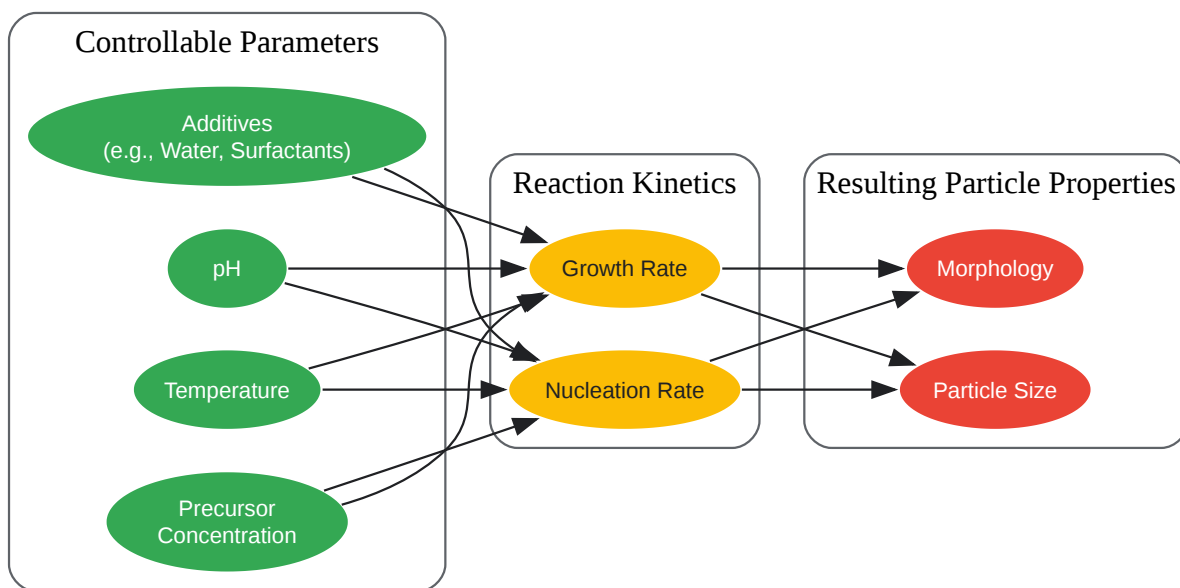 Controllable Parameters
Additives
(e.g., Water, Surfactants)
pH
Temperature
Precursor
Concentration
Reaction Kinetics
Growth Rate
Nucleation Rate
Resulting Particle Properties
Morphology
Particle Size